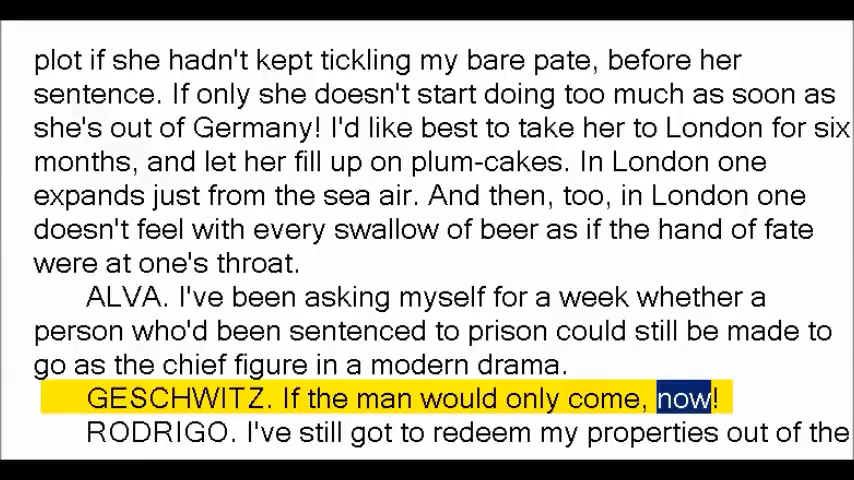 plot if she hadn't kept tickling my bare pate, before her
sentence. If only she doesn't start doing too much as soon as
she's out of Germany! I'd like best to take her to London for six
months, and let her fill up on plum-cakes. In London one
expands just from the sea air. And then, too, in London one
doesn't feel with every swallow of beer as if the hand of fate
were at one's throat.
ALVA. I've been asking myself for a week whether a
person who'd been sentenced to prison could still be made to
go as the chief figure in a modern drama.
GESCHWITZ. If the man would only come, now!
RODRIGO. I've still got to redeem my properties out of the